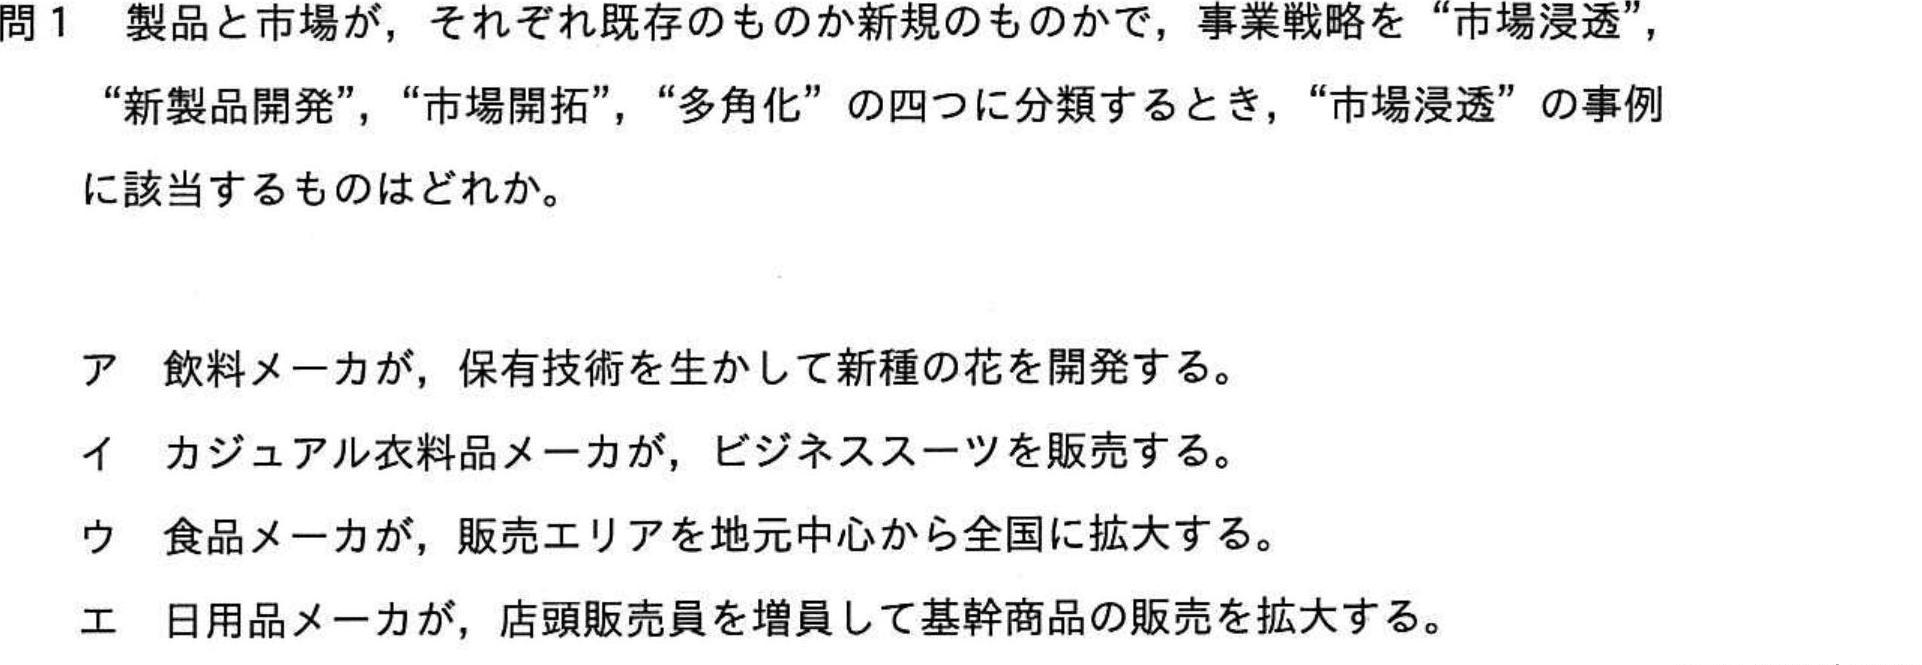 問1　製品と市場が，それぞれ既存のものか新規のものかで，事業戦略を“市場浸透”，
“新製品開発”，“市場開拓”，“多角化”の四つに分類するとき，“市場浸透”の事例
に該当するものはどれか。
ア　飲料メーカが，保有技術を生かして新種の花を開発する。
イ　カジュアル衣料品メーカが，ビジネススーツを販売する。
ウ　食品メーカが，販売エリアを地元中心から全国に拡大する。
エ　日用品メーカが，店頭販売員を増員して基幹商品の販売を拡大する。